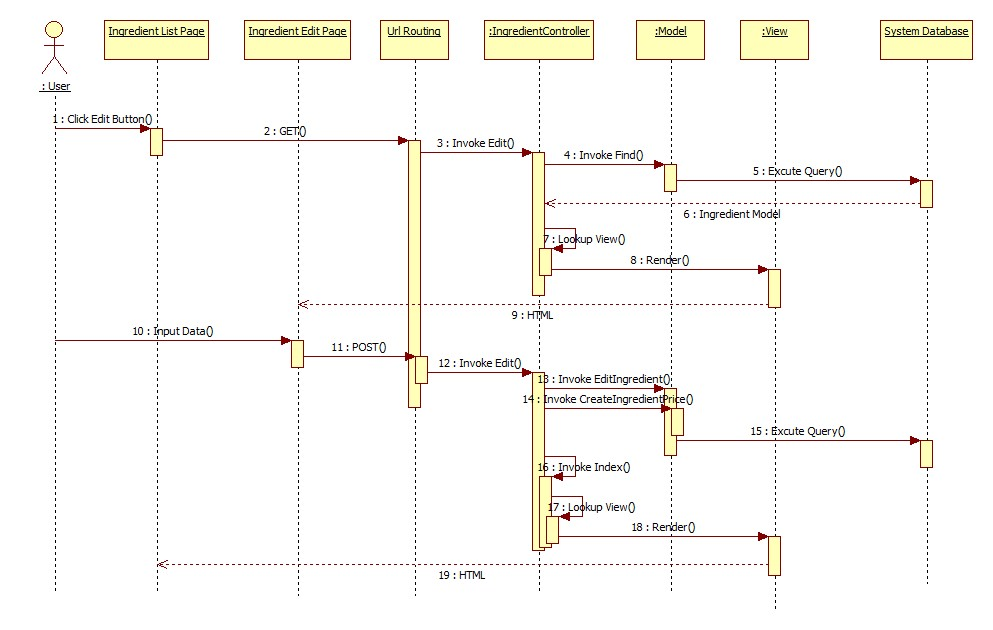 Ingredient List Page
Ingredient Edit Page
Url Routing
:IngredientController
:Model
:View
System Database
: User
1 : Click Edit Button()
2 : GET()
3 : Invoke Edit()
4 : Invoke Find()
5 : Excute Query()
6 : Ingredient Model
7 : Lookup View()
8 : Render()
9 : HTML
10 : Input Data()
11 : POST()
12 : Invoke Edit()
13 : Invoke EditIngredient()
14 : Invoke CreateIngredientPrice()
15 : Excute Query()
16 : Invoke Index()
17 : Lookup View()
18 : Render()
19 : HTML